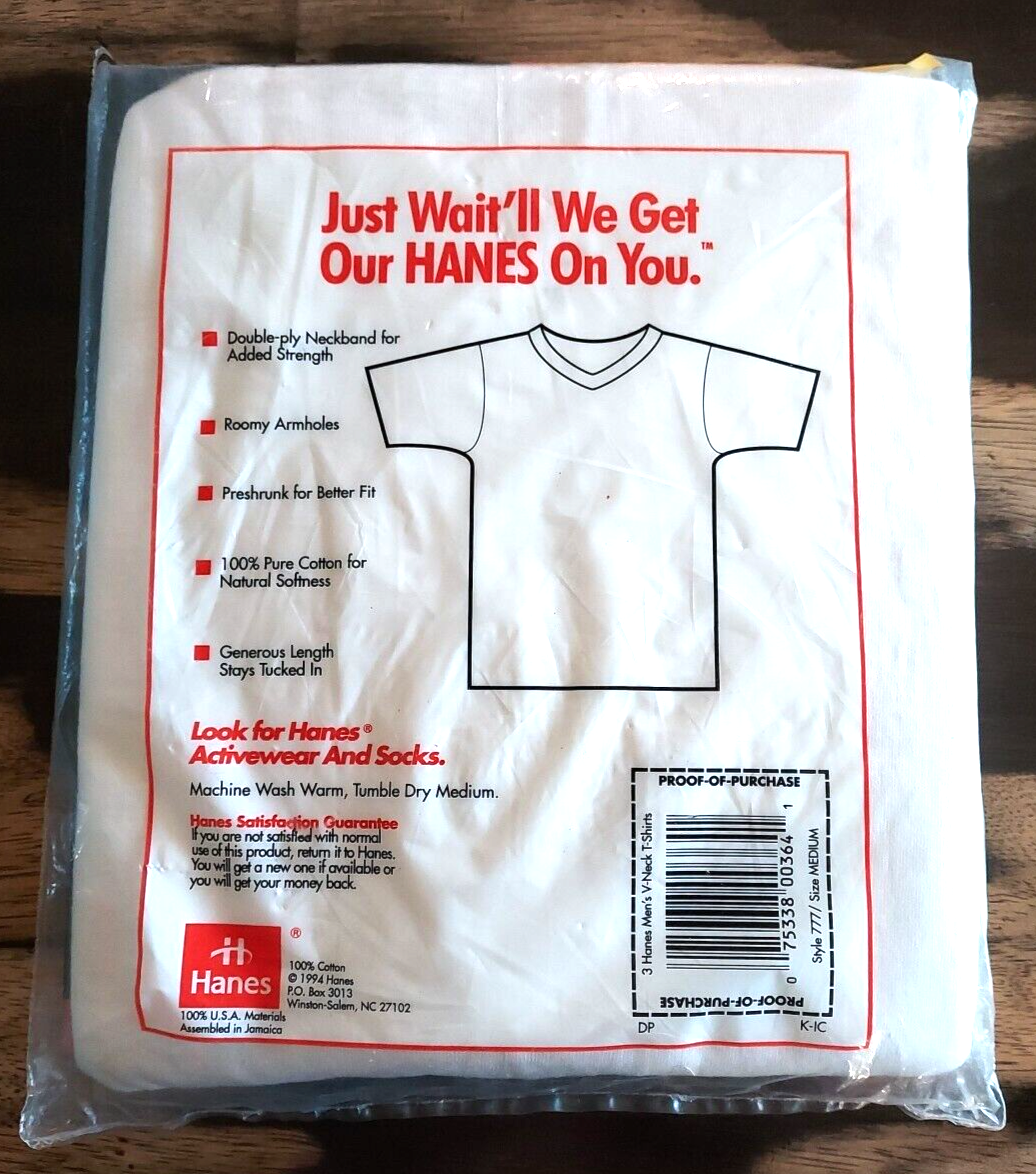 Just Wait'll We Get
Our HANES On You.™
Double-ply Neckband for
Added Strength
Roomy Armholes
Preshrunk for Better Fit
100% Pure Cotton for
Natural Softness
Generous Length
Stays Tucked In
Look for Hanes®
Activewear And Socks.
Machine Wash Warm, Tumble Dry Medium.
Hanes Satisfaction Guarantee
If you are not satisfied with normal
use of this product, return it to Hanes.
You will get a new one if available or
you will get your money back.
Hanes
®
100% Cotton
© 1994 Hanes
P.O. Box 3013
Winston-Salem, NC 27102
100% U.S.A. Materials
Assembled in Jamaica
PROOF-OF-PURCHASE
3 Hanes Men's V-Neck T-Shirts
0 75338 00364 1
Style 777/ Size MEDIUM
PROOF-OF-PURCHASE
DP
K-IC